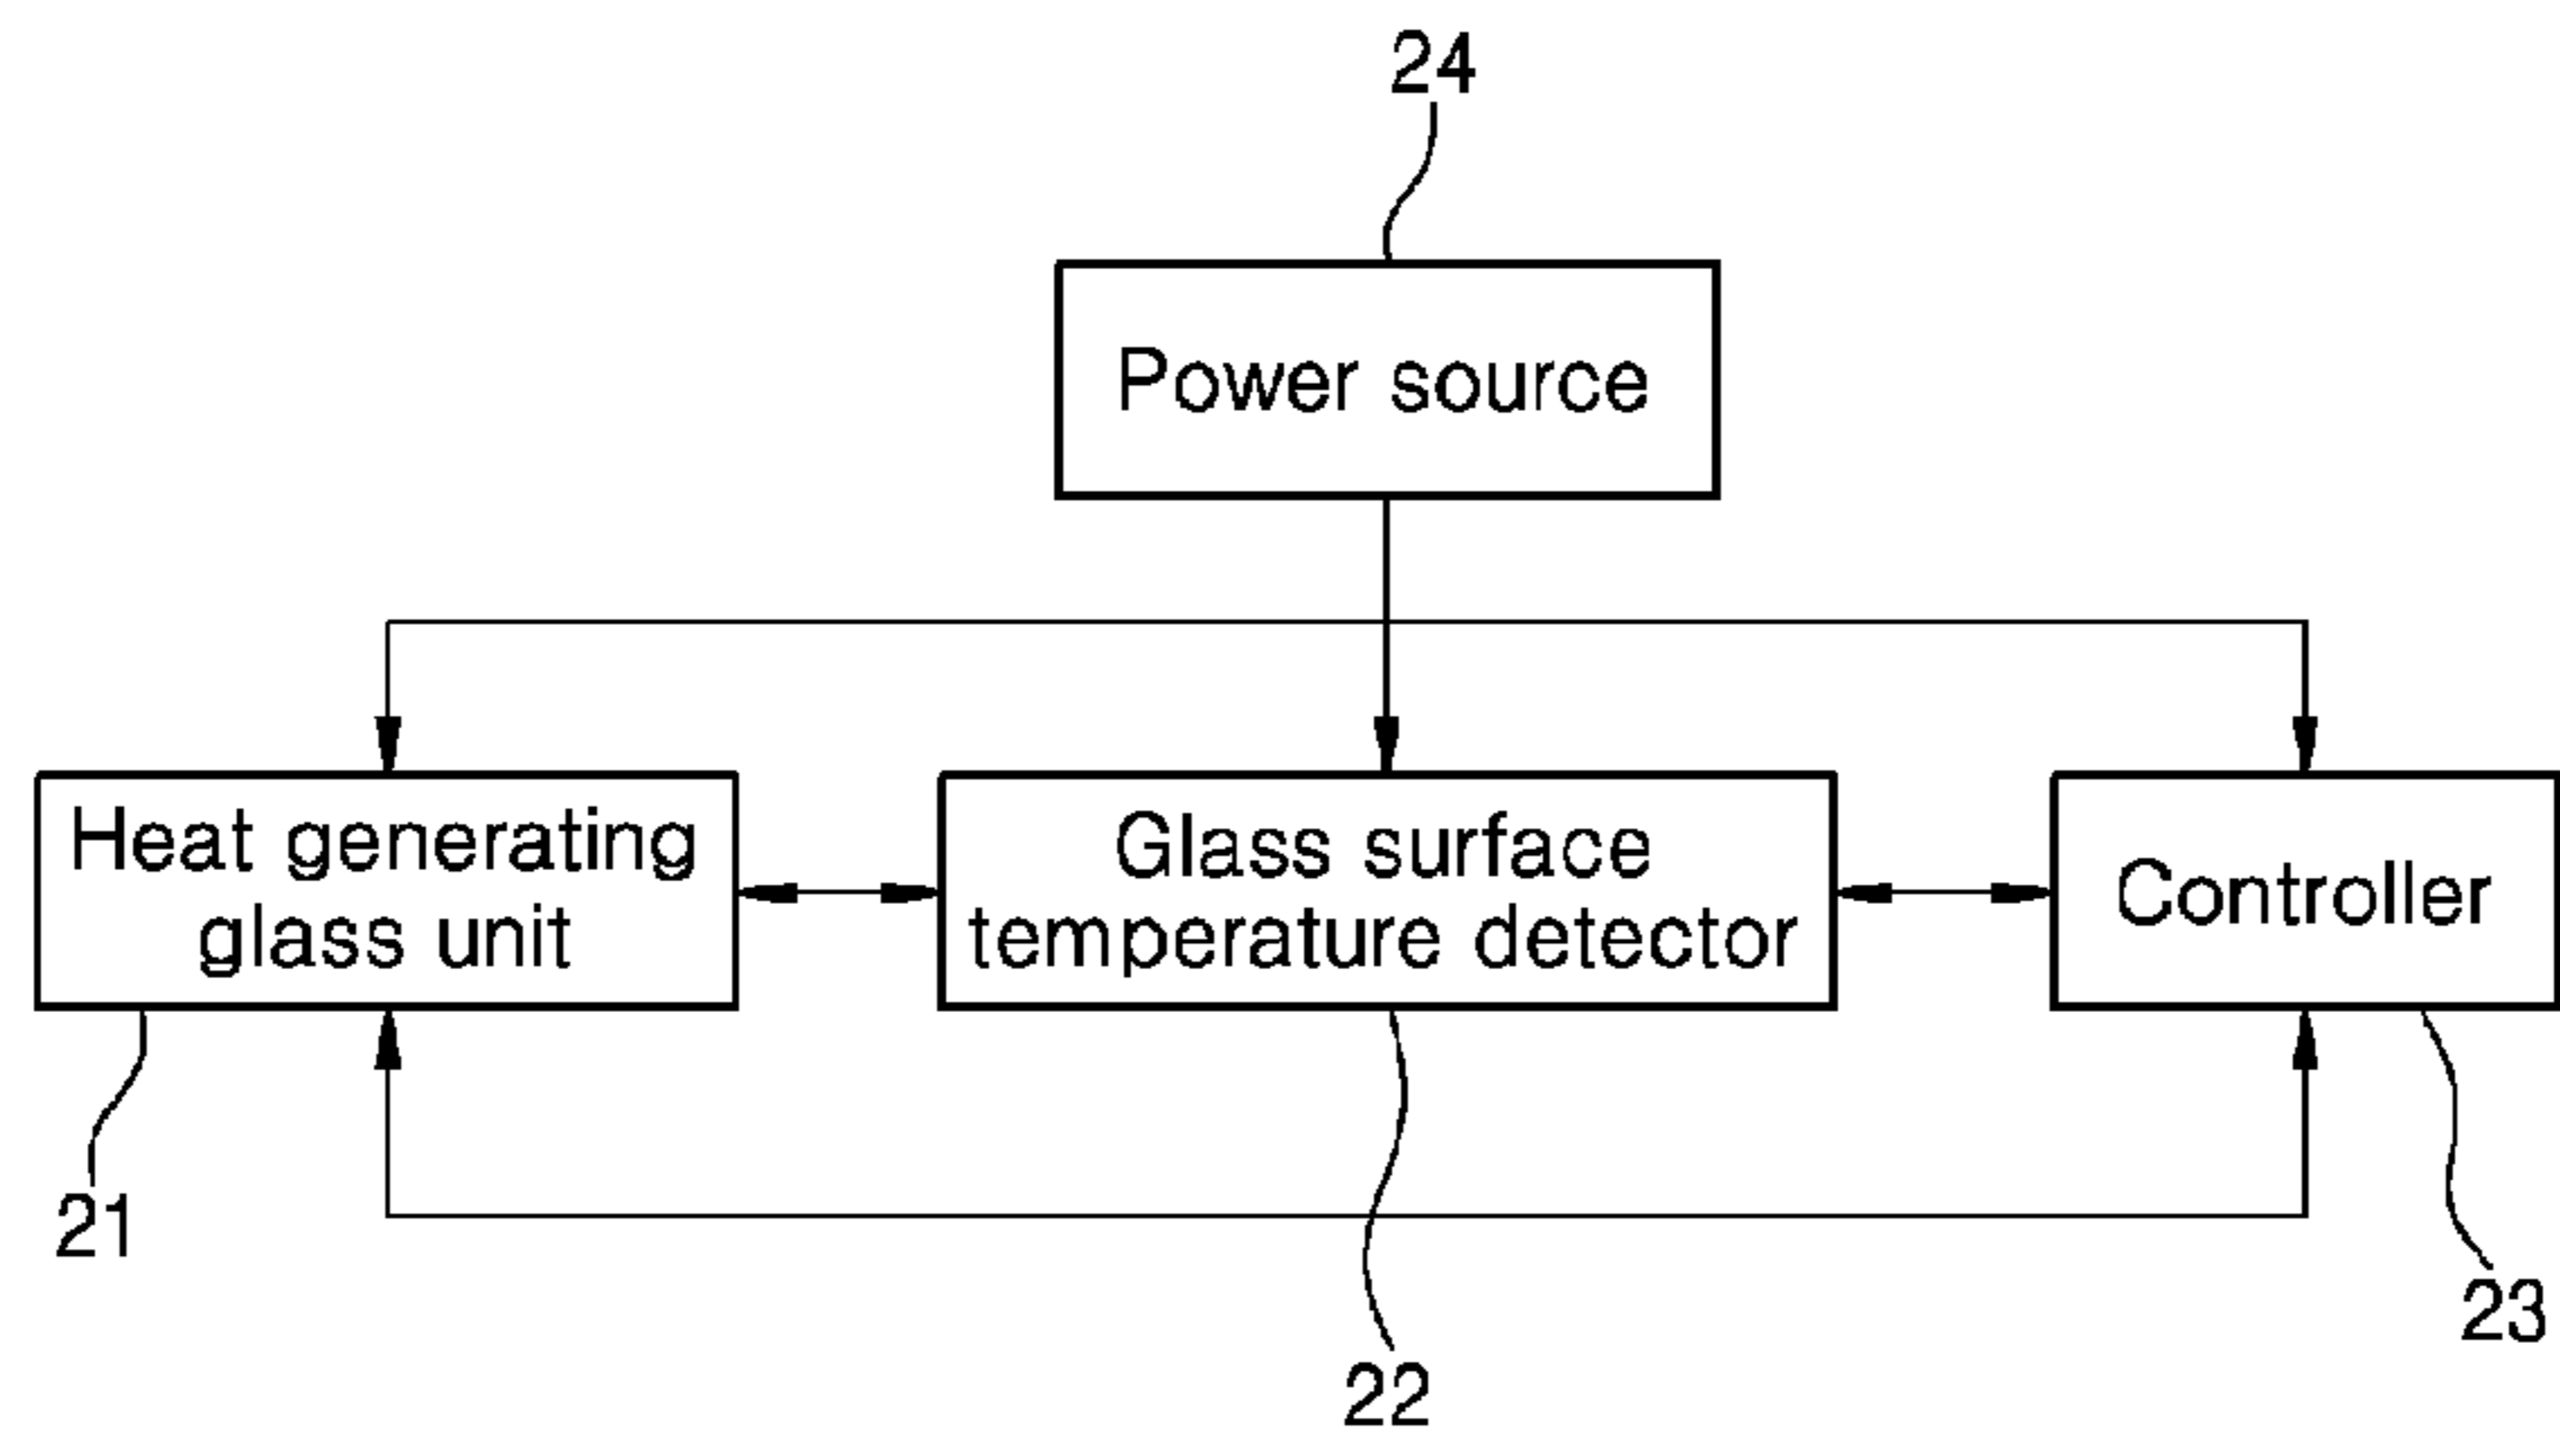 24
Power source
Heat generating
glass unit
Glass surface
temperature detector
Controller
21
22
23